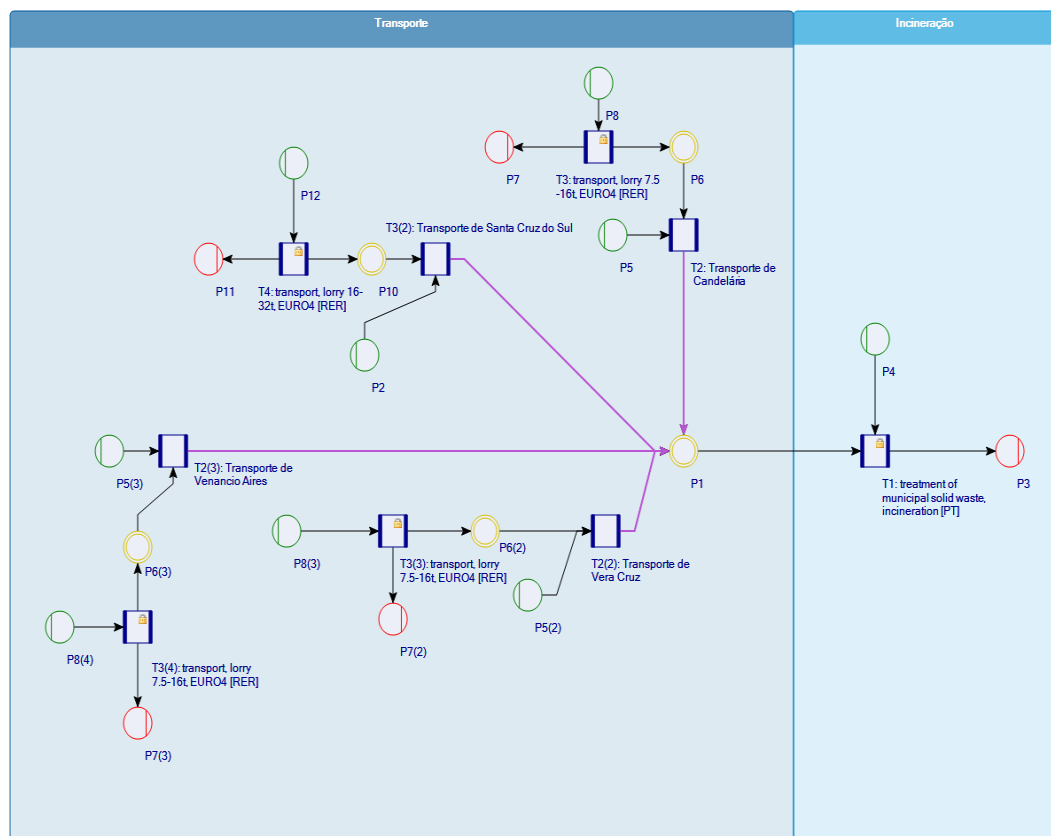 Transporte
Incineração
P8
P7
T3: transport, lorry 7.5
-16t, EURO4 [RER]
P6
P12
T3(2): Transporte de Santa Cruz do Sul
P5
T2: Transporte de
Candelária
P11
T4: transport, lorry 16-
32t, EURO4 [RER]
P10
P2
P4
P5(3)
T2(3): Transporte de
Venancio Aires
P1
T1: treatment of
municipal solid waste,
incineration [PT]
P3
P6(3)
P8(3)
T3(3): transport, lorry
7.5-16t, EURO4 [RER]
P6(2)
T2(2): Transporte de
Vera Cruz
P5(2)
P7(2)
P8(4)
T3(4): transport, lorry
7.5-16t, EURO4 [RER]
P7(3)